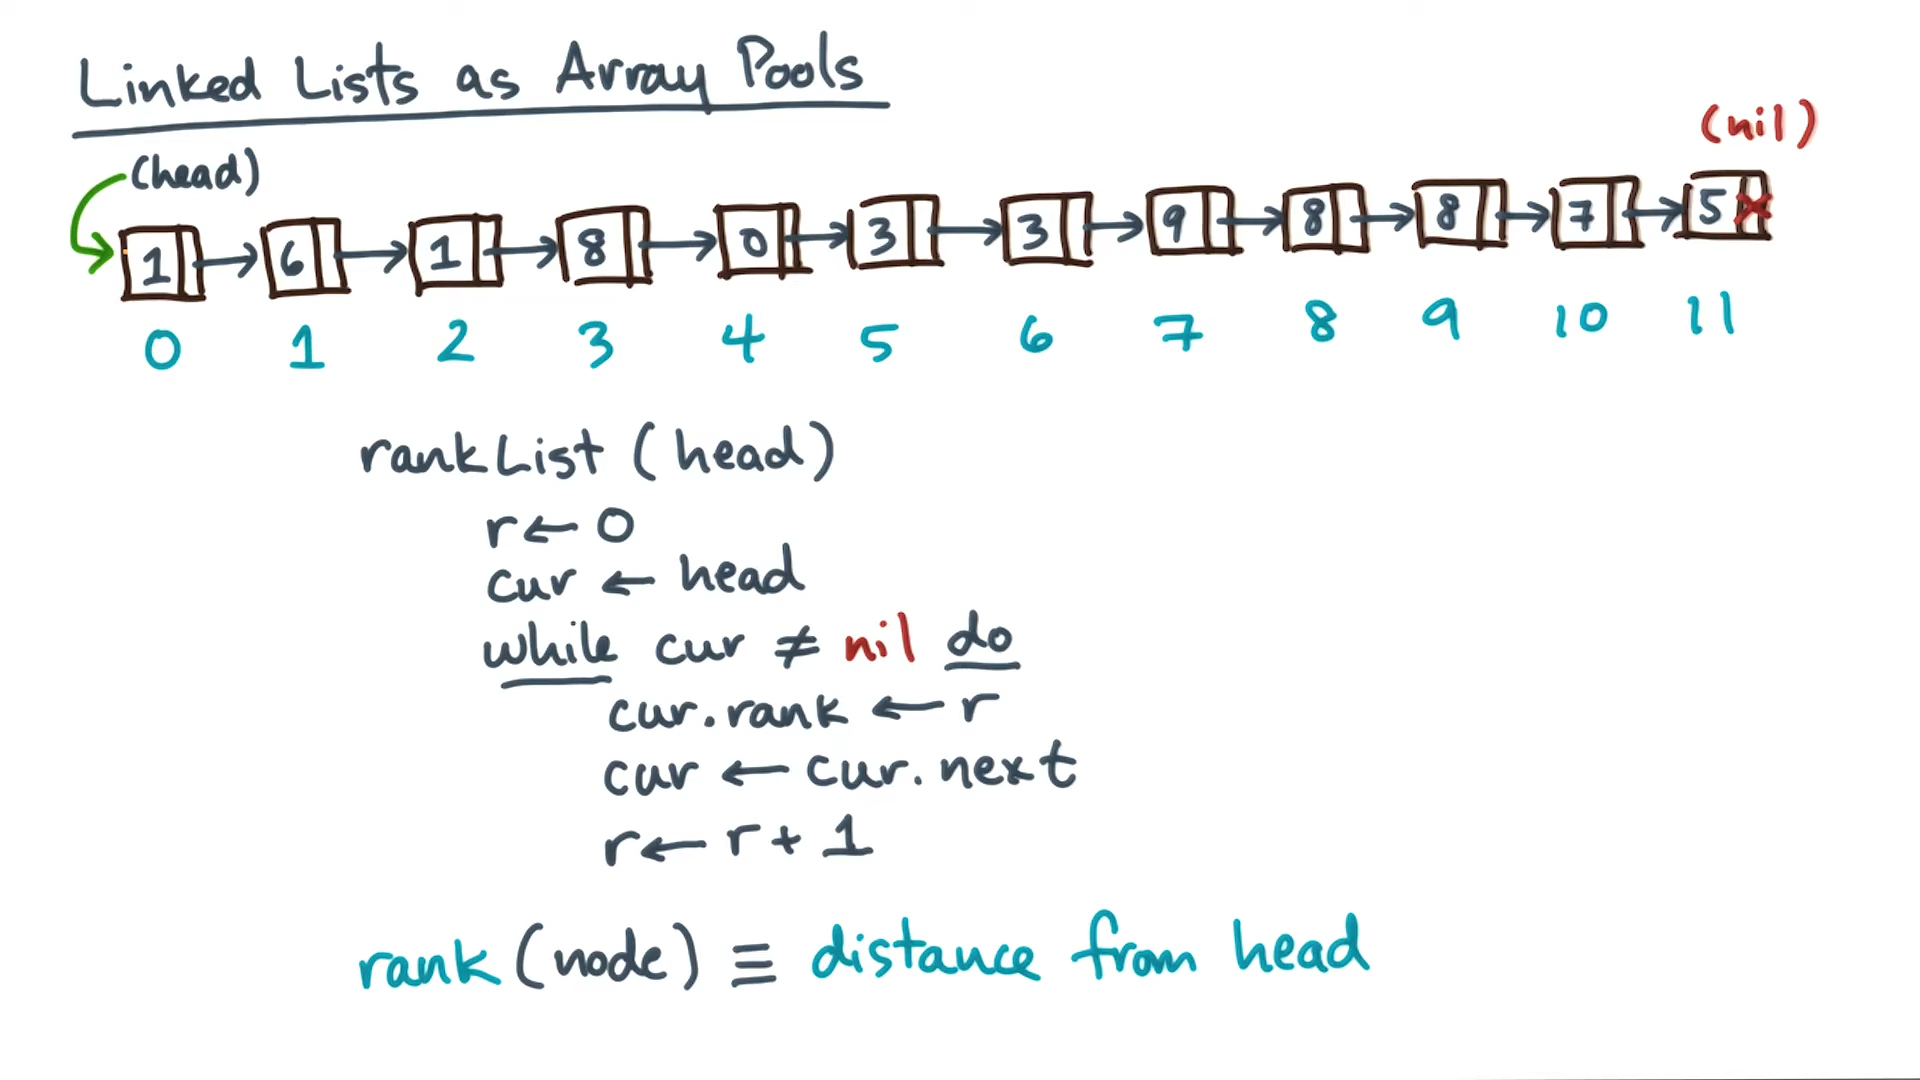 Linked Lists as Array Pools
(nil)
(head)
1 → 6 → 1 → 8 → 0 → 3 → 3 → 9 → 8 → 8 → 7 → 5
0 1 2 3 4 5 6 7 8 9 10 11
rankList (head)
r ← 0
cur ← head
while cur ≠ nil do
cur.rank ← r
cur ← cur.next
r ← r + 1
rank (node) ≡ distance from head